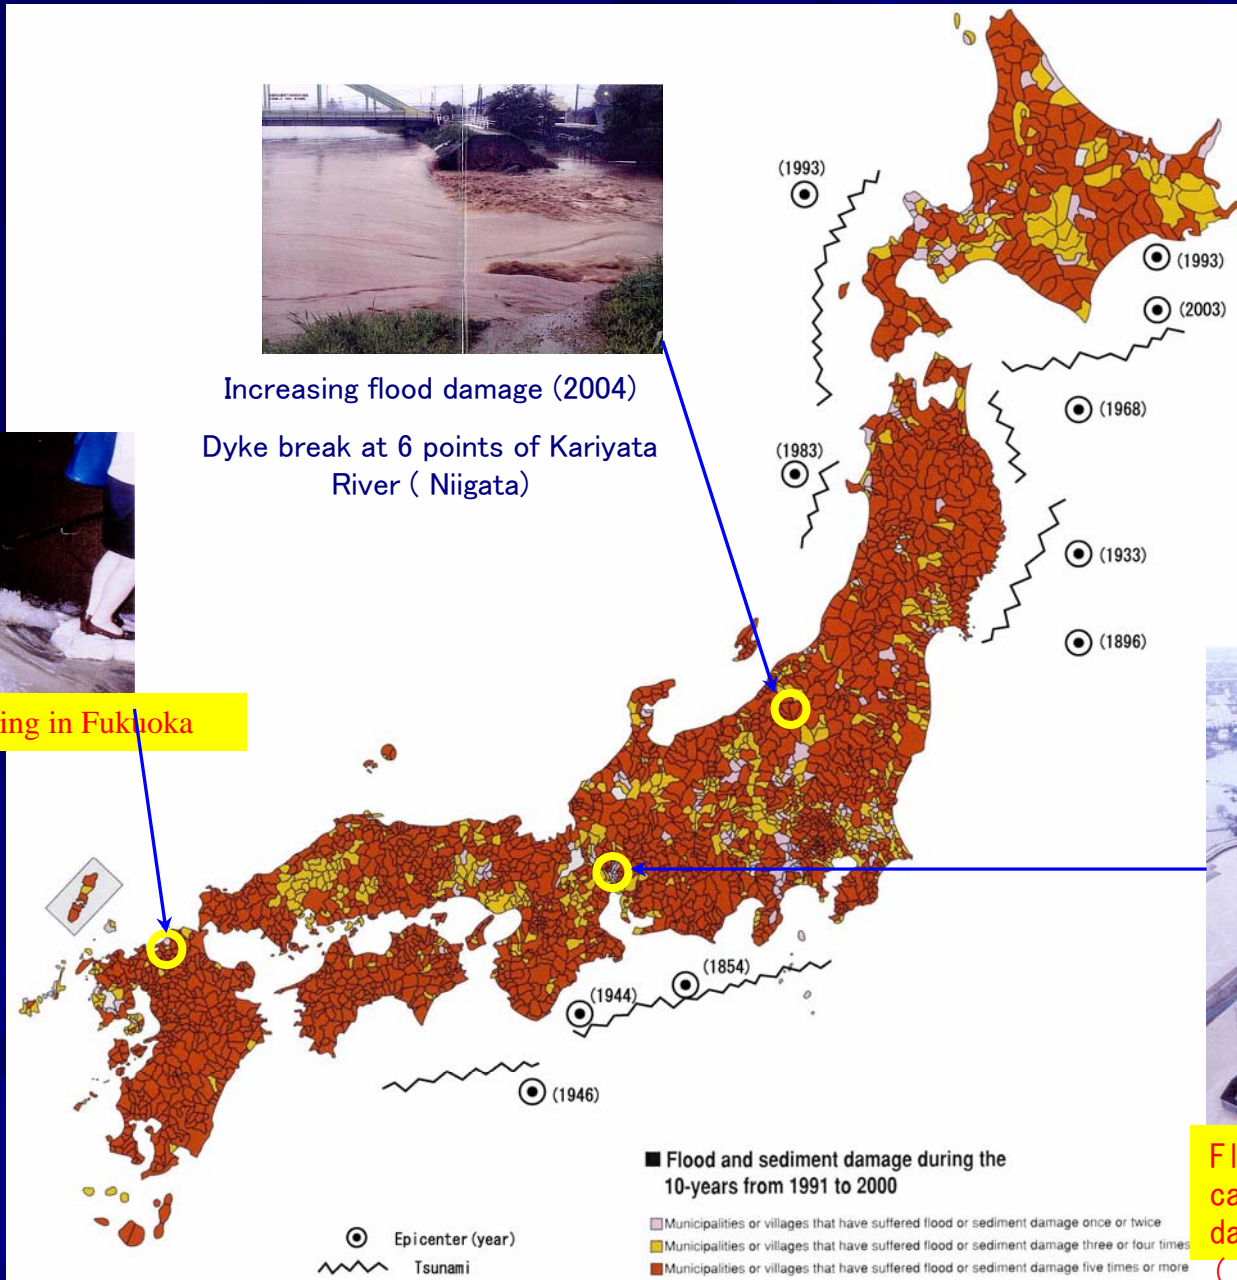 (1993)
(1993)
(2003)
Increasing flood damage (2004)
(1968)
Dyke break at 6 points of Kariyata
River ( Niigata)
(1983)
(1933)
(1896)
ing in Fukuoka
(1854)
(1944)
(1946)
Flood and sediment damage during the
10-years from 1991 to 2000
Municipalities or villages that have suffered flood or sediment damage once or twice
Municipalities or villages that have suffered flood or sediment damage three or four times
Municipalities or villages that have suffered flood or sediment damage five times or more
Epicenter (year)
Tsunami
Fl
ca
da
(